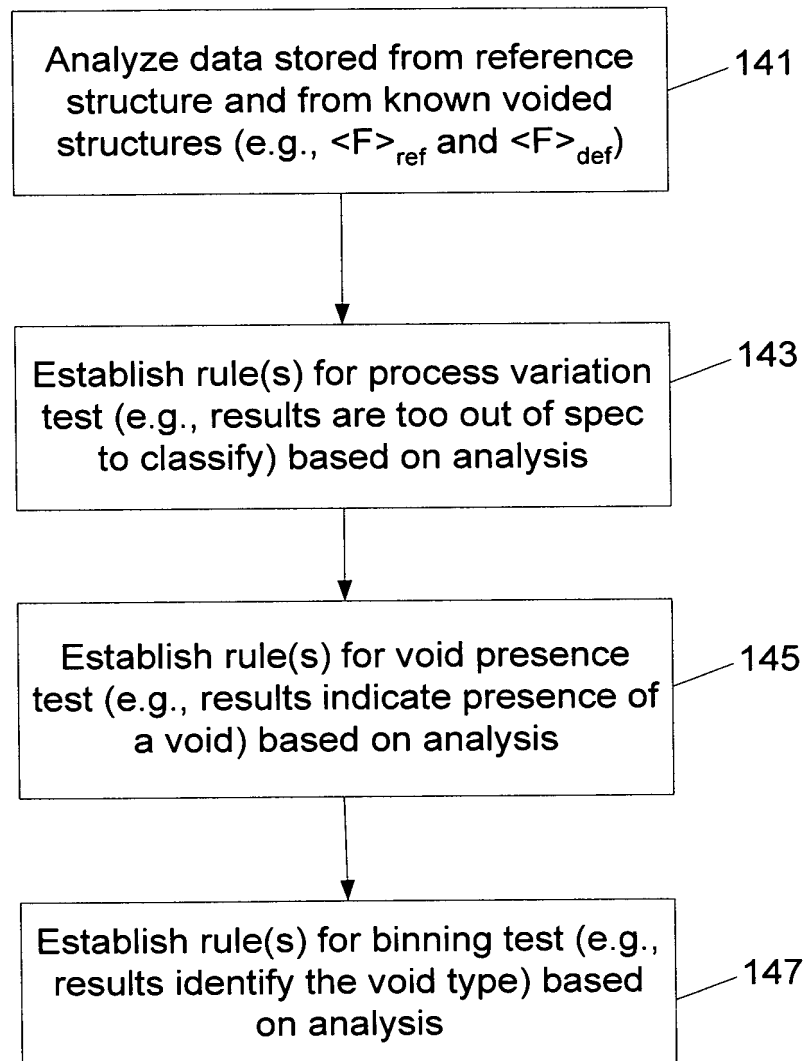 Analyze data stored from reference
structure and from known voided
structures (e.g., <F>ref and <F>def)
141
Establish rule(s) for process variation
test (e.g., results are too out of spec
to classify) based on analysis
143
Establish rule(s) for void presence
test (e.g., results indicate presence of
a void) based on analysis
145
Establish rule(s) for binning test (e.g.,
results identify the void type) based
on analysis
147